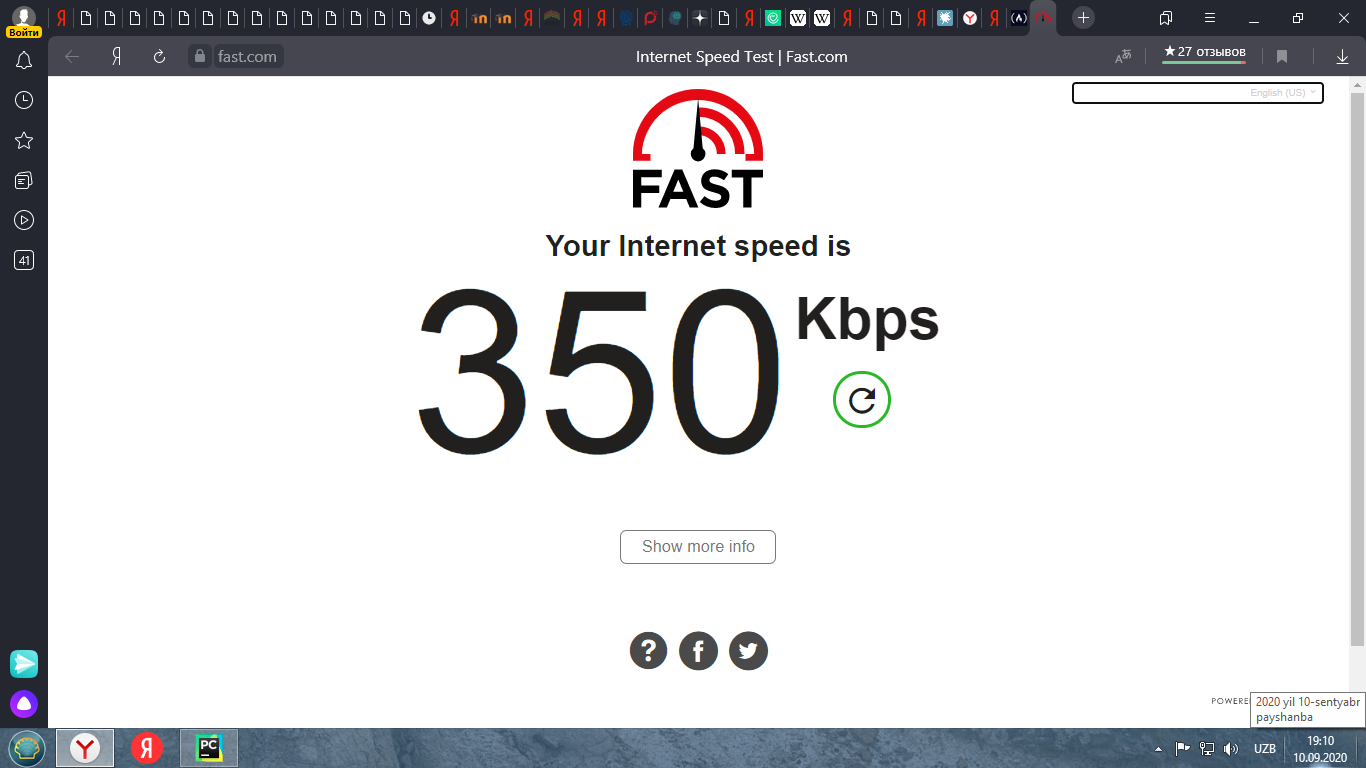 Войти
fast.com
Internet Speed Test | Fast.com
★27 отзывов
English (US)
FAST
Your Internet speed is
350 Kbps
Show more info
41
2020 yil 10-sentyabr
payshanba
PC
UZB
19:10
10.09.2020